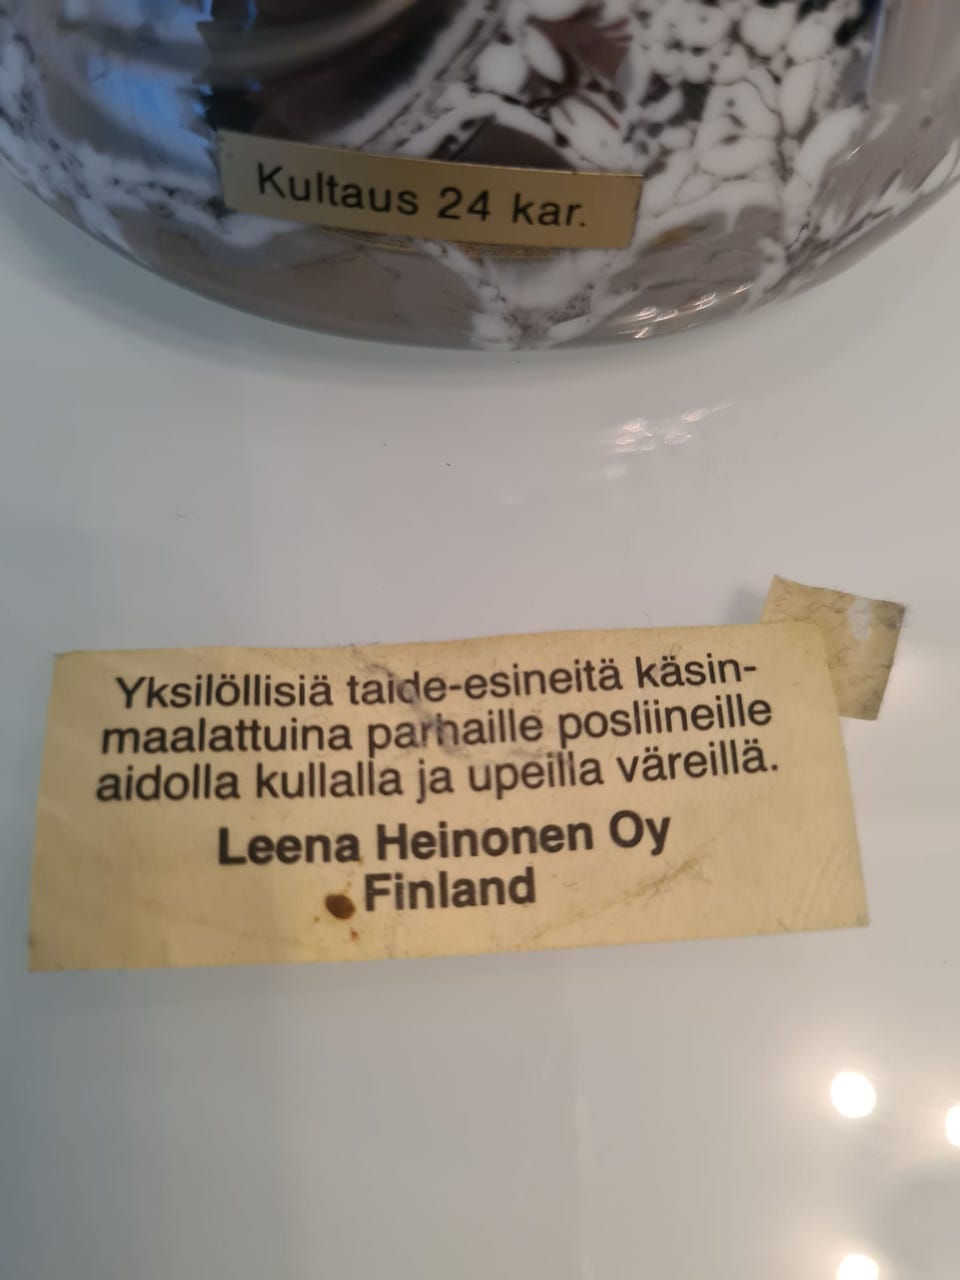 Kultaus 24 kar.
Yksilöllisiä taide-esineitä käsin-
maalattuina parhaille posliineille
aidolla kullalla ja upeilla väreillä.
Leena Heinonen Oy
Finland